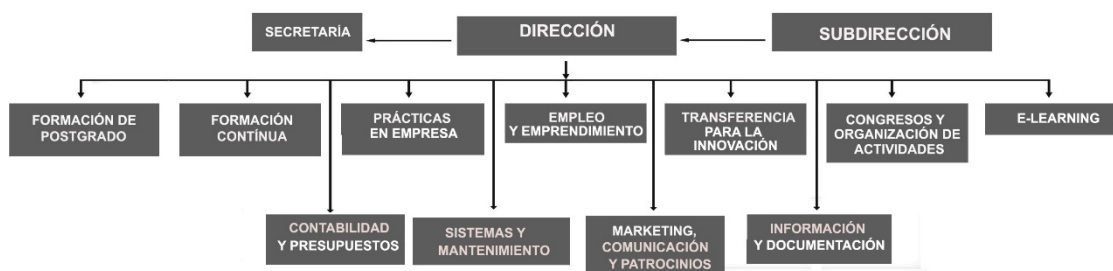 SECRETARÍA
DIRECCIÓN
SUBDIRECCIÓN
FORMACIÓN DE
POSTGRADO
FORMACIÓN
CONTÍNUA
PRÁCTICAS
EN EMPRESA
EMPLEO
Y EMPRENDIMIENTO
TRANSFERENCIA
PARA LA
INNOVACIÓN
CONGRESOS Y
ORGANIZACIÓN DE
ACTIVIDADES
E-LEARNING
CONTABILIDAD
Y PRESUPUESTOS
SISTEMAS Y
MANTENIMIENTO
MARKETING,
COMUNICACIÓN
Y PATROCINIOS
INFORMACIÓN
Y DOCUMENTACIÓN